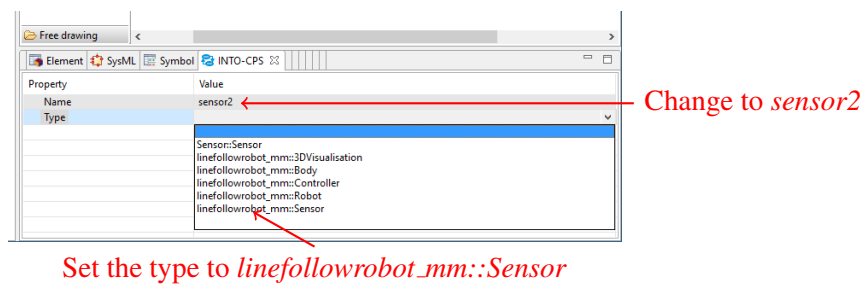 Free drawing
Element SysML Symbol INTO-CPS
Property Value
Name sensor2
Change to sensor2
Type
Sensor::Sensor
linefollowrobot_mm::3DVisualisation
linefollowrobot_mm::Body
linefollowrobot_mm::Controller
linefollowrobot_mm::Robot
linefollowrobot_mm::Sensor
Set the type to linefollowrobot_mm::Sensor